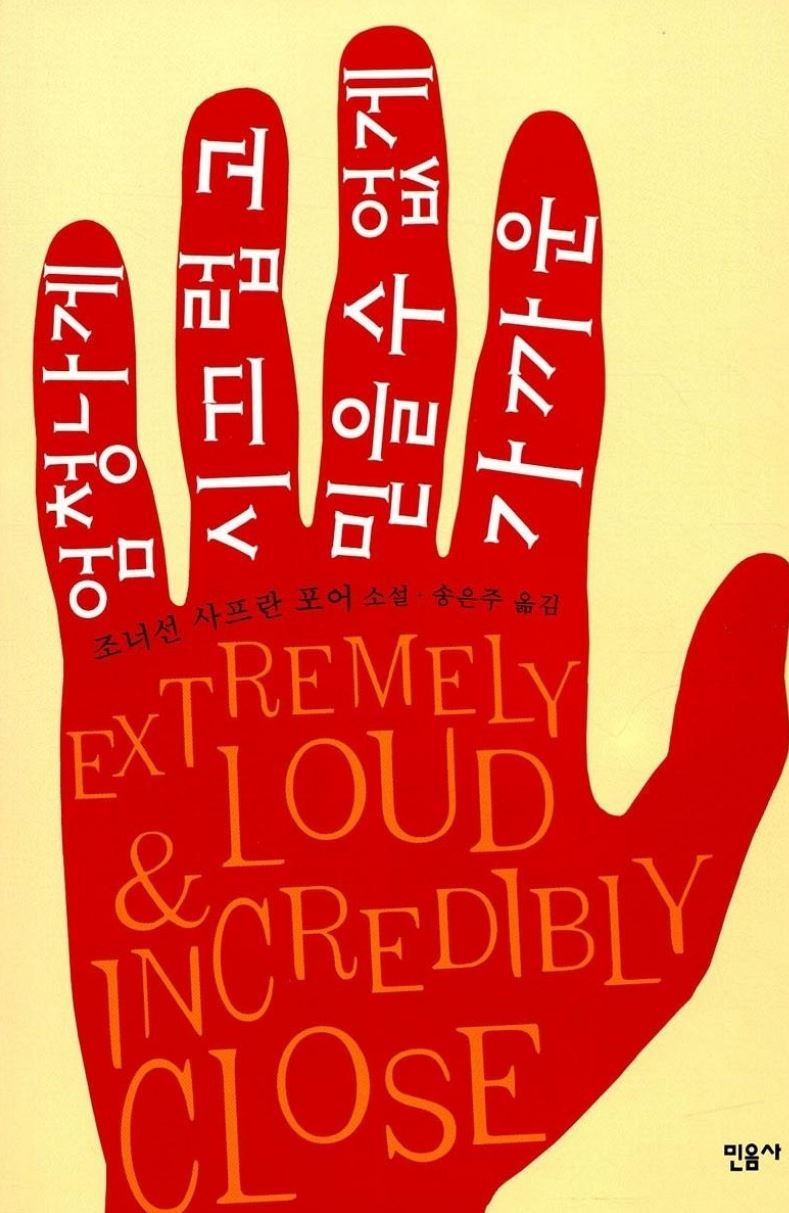 엄청나게
시끄럽고
믿을수 없게
가까운
조너선 사프란 포어 소설 · 송은주 옮김
EXTREMELY
LOUD
&
INCREDIBLY
CLOSE
민음사